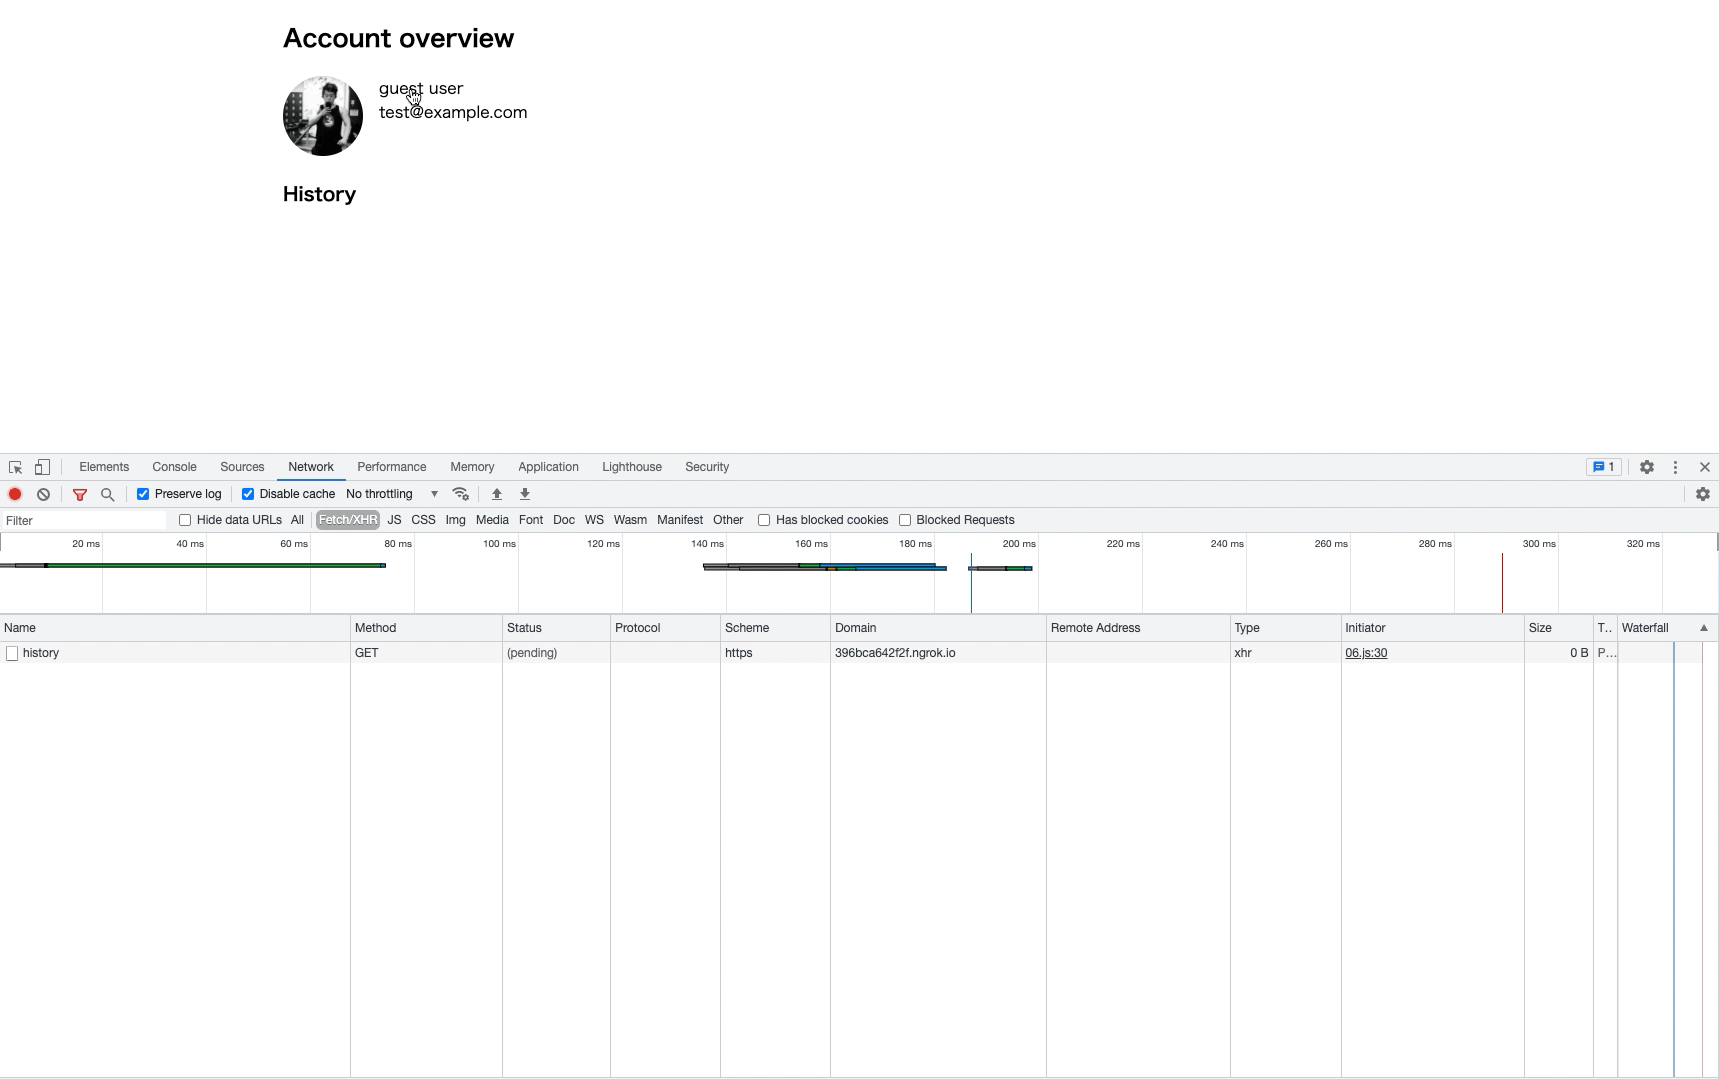 Account overview
guest user
test@example.com
History
Elements Console Sources Network Performance Memory Application Lighthouse Security 1
Preserve log Disable cache No throttling
Filter Hide data URLs All Fetch/XHR JS CSS Img Media Font Doc WS Wasm Manifest Other Has blocked cookies Blocked Requests
20 ms 40 ms 60 ms 80 ms 100 ms 120 ms 140 ms 160 ms 180 ms 200 ms 220 ms 240 ms 260 ms 280 ms 300 ms 320 ms
Name Method Status Protocol Scheme Domain Remote Address Type Initiator Size T.. Waterfall
history GET (pending) https 396bca642f2f.ngrok.io xhr 06.js:30 0 B P...